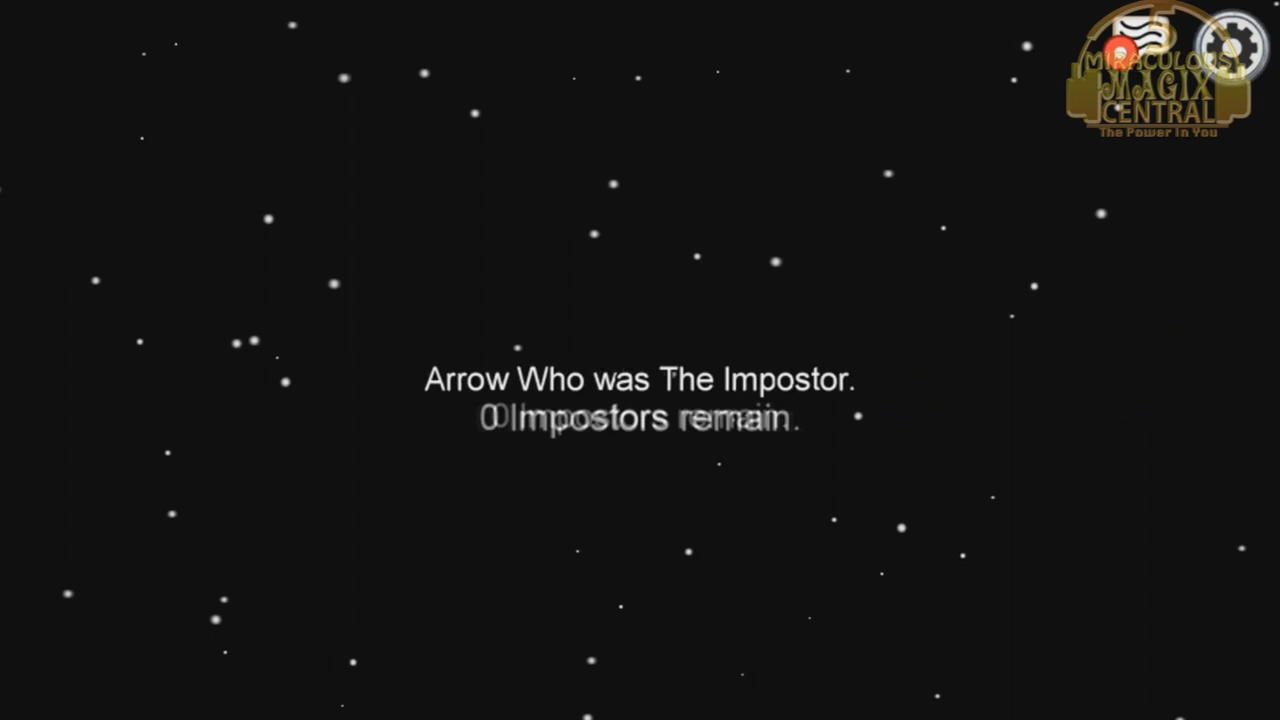 MIRACULOUS
MAGIX
CENTRAL
The Power In You
Arrow Who was The Impostor.
0 Impostors remain.